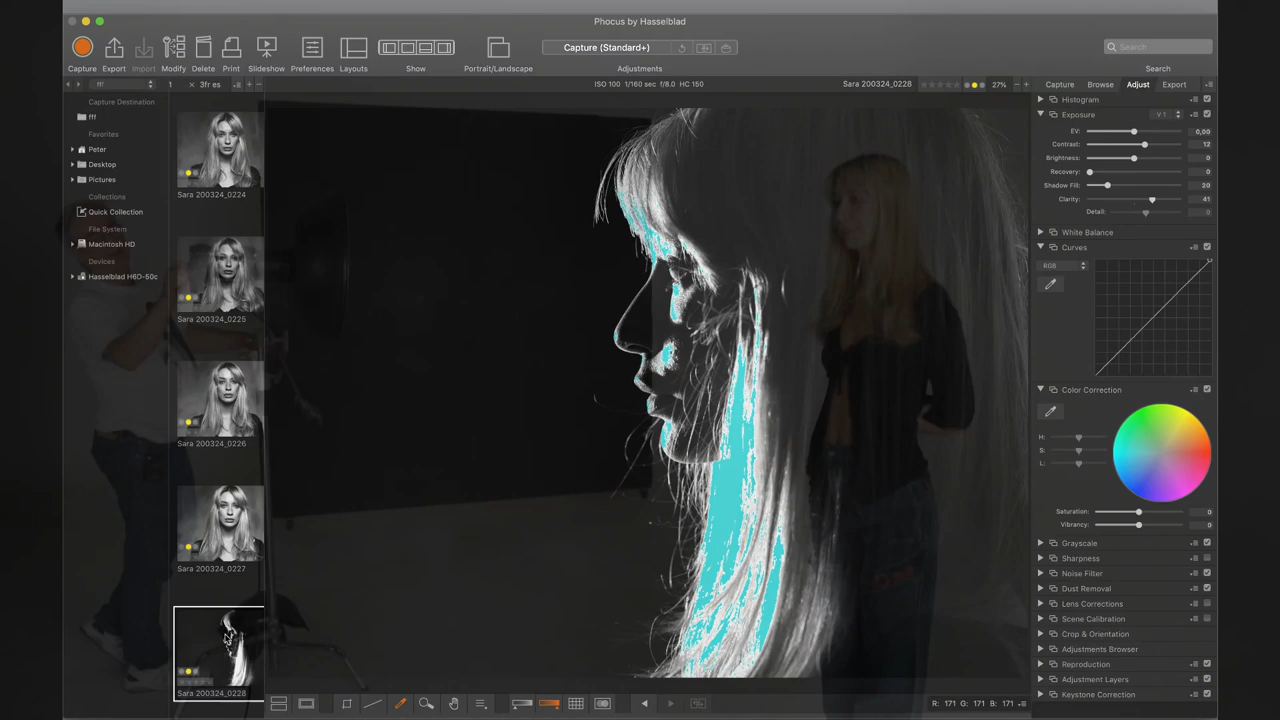 Phocus by Hasselblad
Capture Export Import Modify Delete Print Slideshow Preferences Layouts Show Portrait/Landscape Capture (Standard+) Adjustments Search Search
fff 1 × 3fr es + −
ISO 100 1/160 sec f/8.0 HC 150
Sara 200324_0228 27% − +
Capture Browse Adjust Export
Capture Destination
fff
Favorites
Peter
Desktop
Pictures
Collections
Quick Collection
File System
Macintosh HD
Devices
Hasselblad H6D-50c
Sara 200324_0224
Sara 200324_0225
Sara 200324_0226
Sara 200324_0227
Sara 200324_0228
Histogram
Exposure V 1
EV: 0,00
Contrast: 12
Brightness: 0
Recovery: 0
Shadow Fill: 20
Clarity: 41
Detail: 0
White Balance
Curves
RGB
Color Correction
H:
S:
L:
Saturation: 0
Vibrancy: 0
Grayscale
Sharpness
Noise Filter
Dust Removal
Lens Corrections
Scene Calibration
Crop & Orientation
Adjustments Browser
Reproduction
Adjustment Layers
Keystone Correction
R: 171 G: 171 B: 171